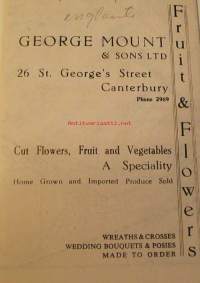 england
GEORGE MOUNT
& SONS LTD
26 St. George's Street
Canterbury
Phone 2969
Cut Flowers, Fruit and Vegetables
A Speciality
Home Grown and Imported Produce Sold
WREATHS & CROSSES
WEDDING BOUQUETS & POSIES
MADE TO ORDER
Fruit & Flowers